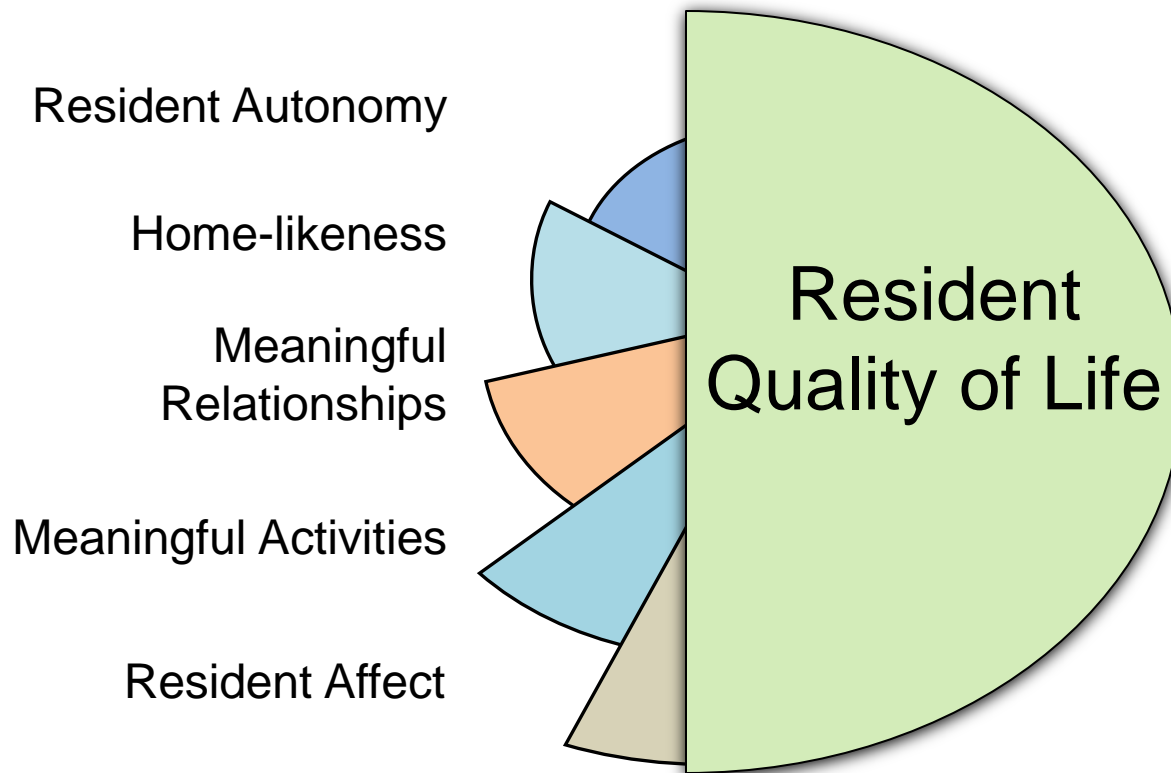 Resident Autonomy
Home-likeness
Meaningful
Relationships
Meaningful Activities
Resident Affect
Resident
Quality of Life